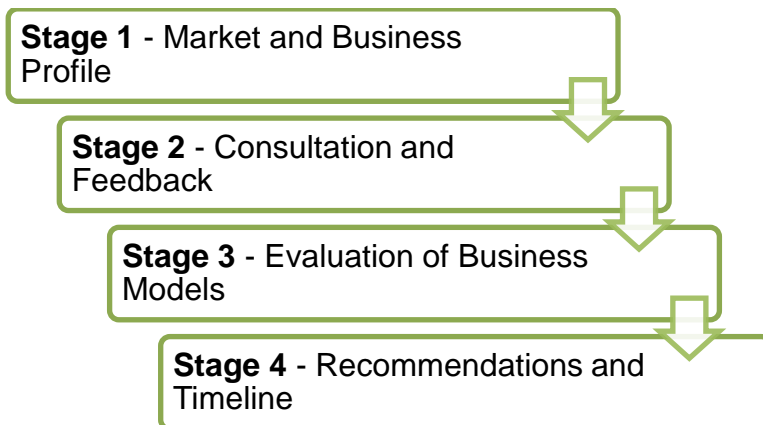 Stage 1 - Market and Business
Profile
Stage 2 - Consultation and
Feedback
Stage 3 - Evaluation of Business
Models
Stage 4 - Recommendations and
Timeline